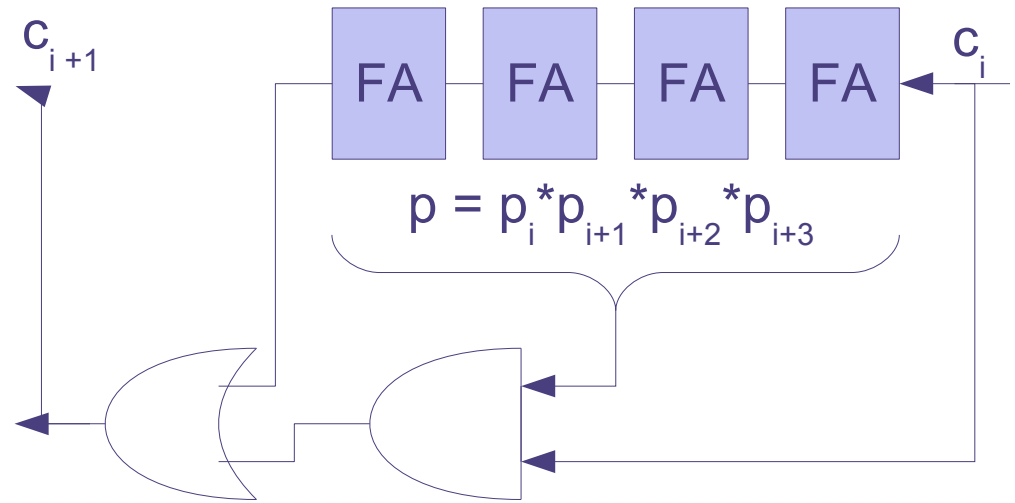 c_{i +1}
FA FA FA FA
c_i
p = p_i*p_{i+1}*p_{i+2}*p_{i+3}